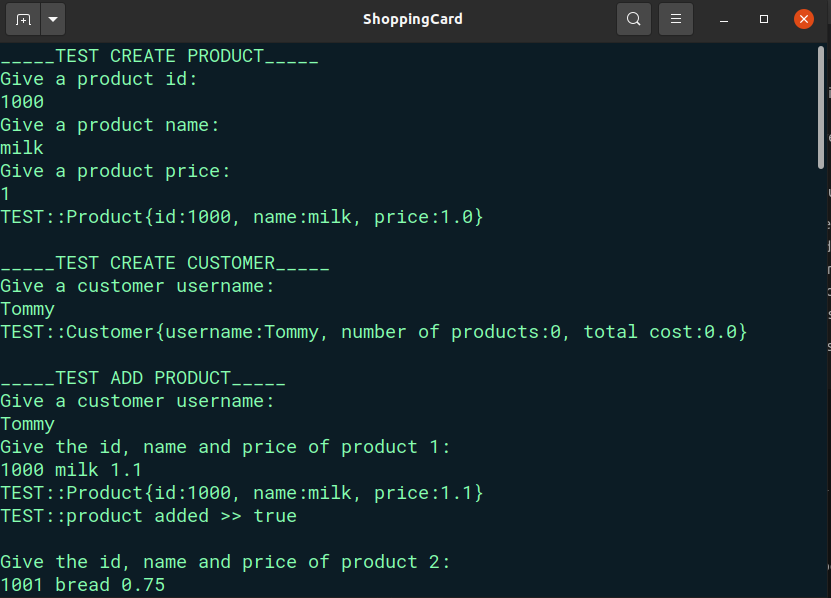 ShoppingCard
_____TEST CREATE PRODUCT_____
Give a product id:
1000
Give a product name:
milk
Give a product price:
1
TEST::Product{id:1000, name:milk, price:1.0}
_____TEST CREATE CUSTOMER_____
Give a customer username:
Tommy
TEST::Customer{username:Tommy, number of products:0, total cost:0.0}
_____TEST ADD PRODUCT_____
Give a customer username:
Tommy
Give the id, name and price of product 1:
1000 milk 1.1
TEST::Product{id:1000, name:milk, price:1.1}
TEST::product added >> true
Give the id, name and price of product 2:
1001 bread 0.75